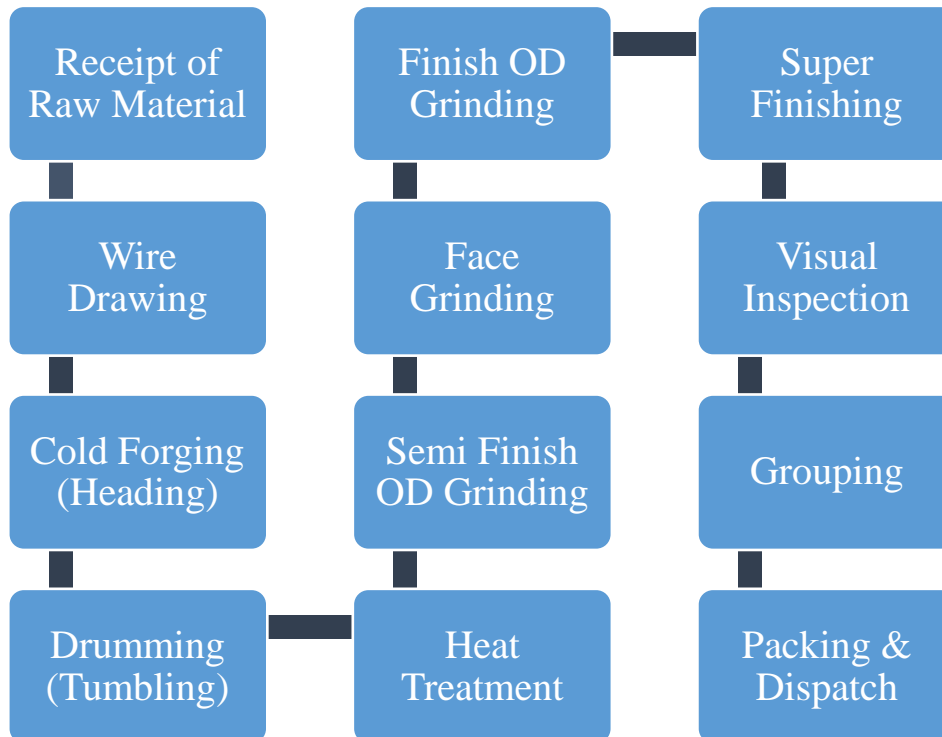 Receipt of
Raw Material
Wire
Drawing
Cold Forging
(Heading)
Drumming
(Tumbling)
Heat
Treatment
Semi Finish
OD Grinding
Face
Grinding
Finish OD
Grinding
Super
Finishing
Visual
Inspection
Grouping
Packing &
Dispatch